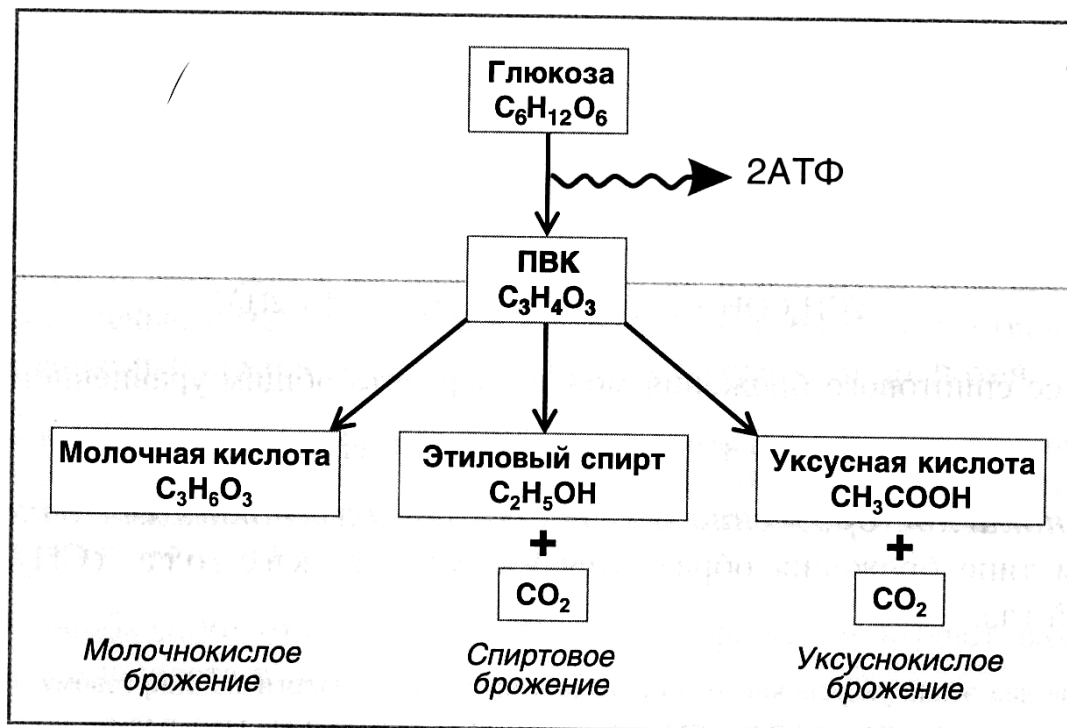 Глюкоза
C₆H₁₂O₆
2АТФ
ПВК
C₃H₄O₃
Молочная кислота
C₃H₆O₃
Этиловый спирт
C₂H₅OH
+
CO₂
Уксусная кислота
CH₃COOH
+
CO₂
Молочнокислое
брожение
Спиртовое
брожение
Уксуснокислое
брожение